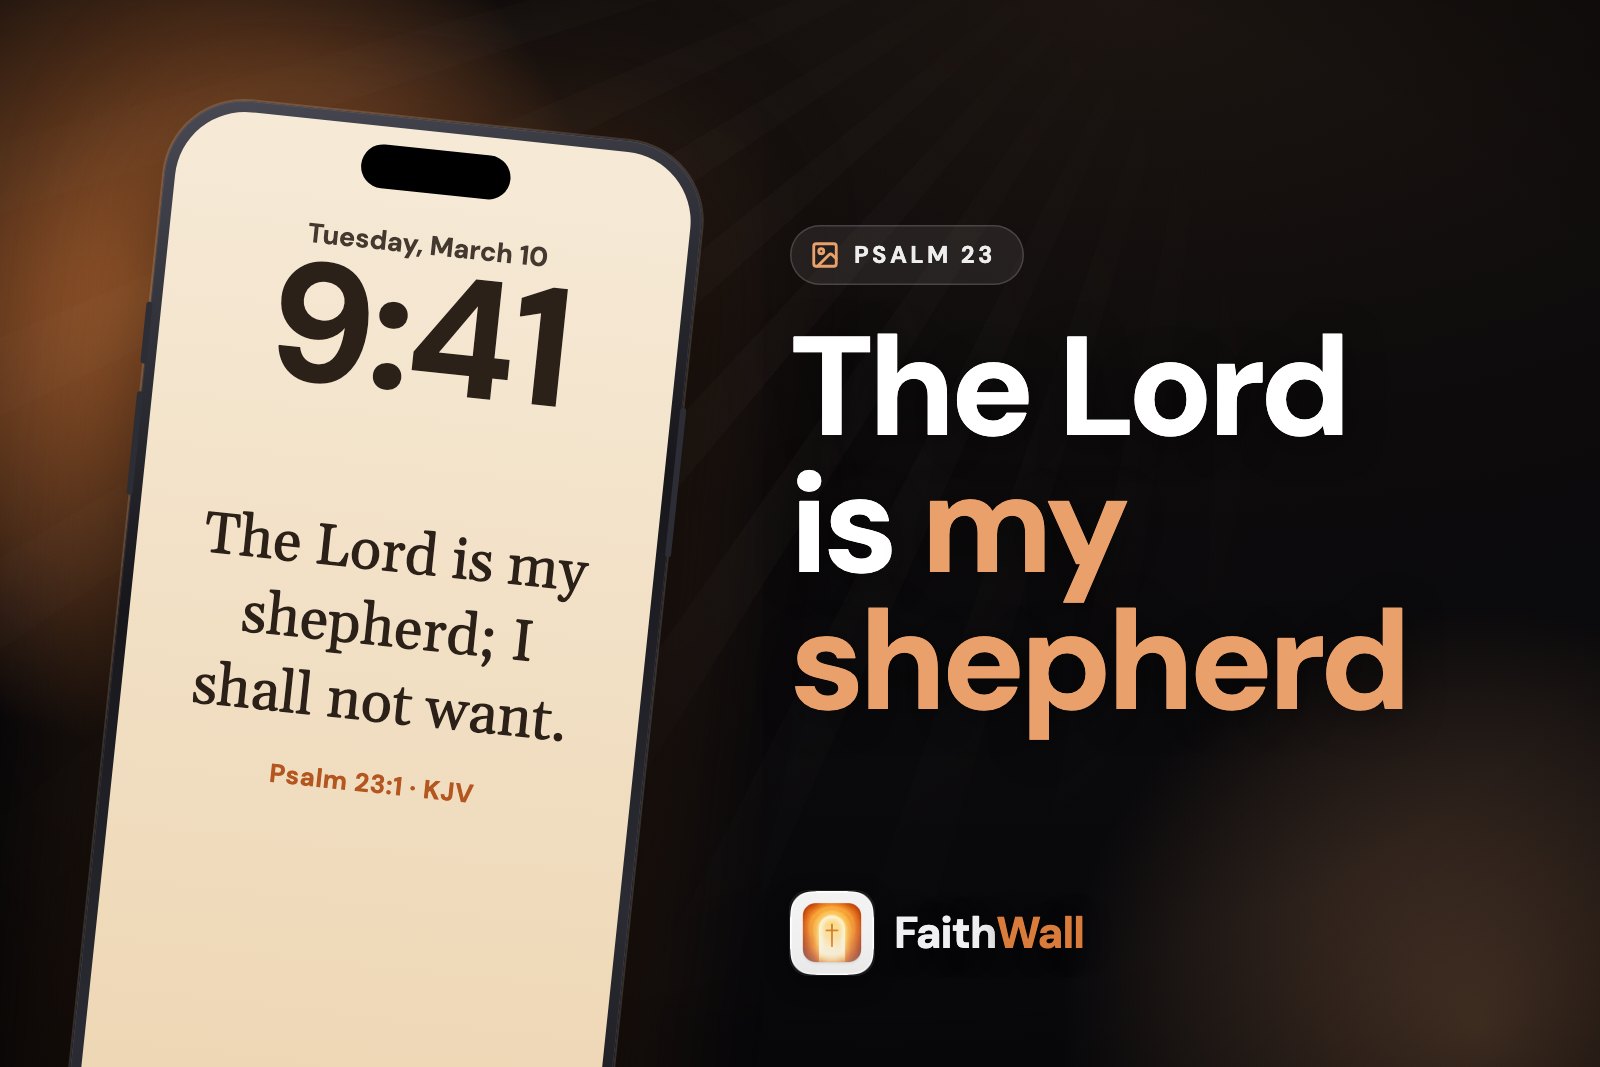 Tuesday, March 10
9:41
The Lord is my
shepherd; I
shall not want.
Psalm 23:1 · KJV
PSALM 23
The Lord
is my
shepherd
FaithWall